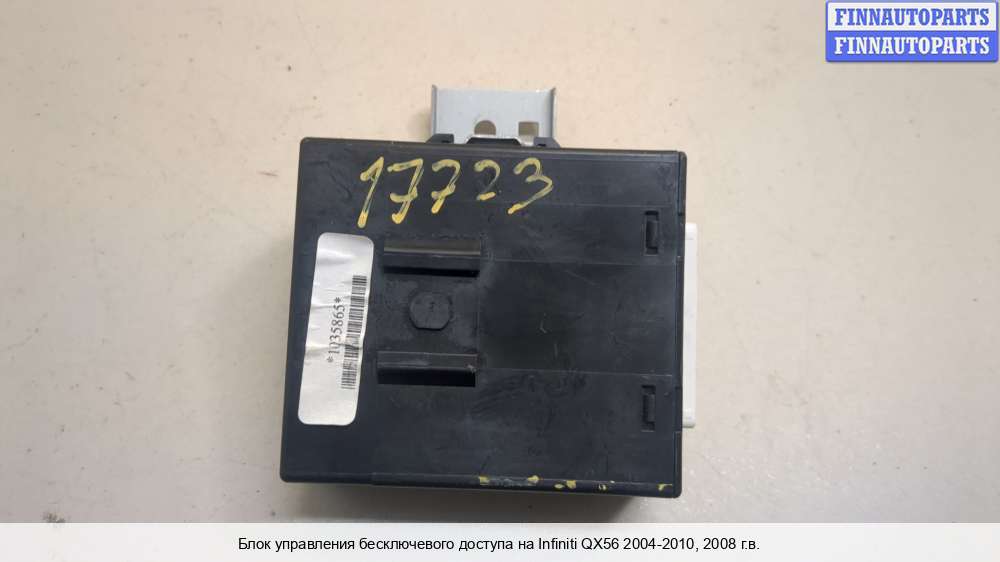 FINNAUTOPARTS
FINNAUTOPARTS
17723
*1035865*
Блок управления бесключевого доступа на Infiniti QX56 2004-2010, 2008 г.в.